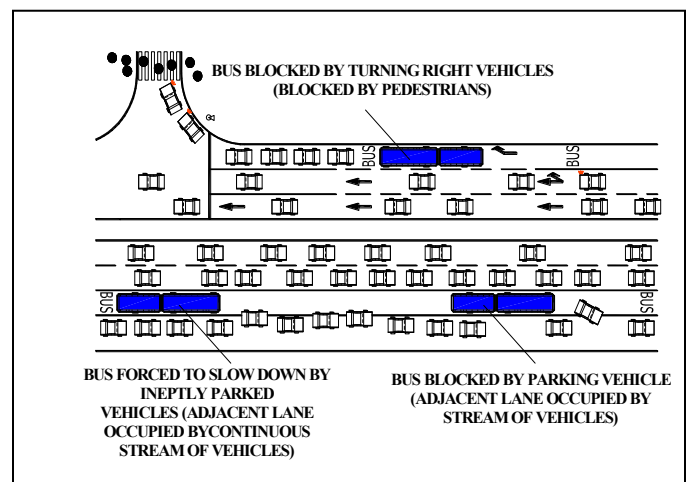 BUS BLOCKED BY TURNING RIGHT VEHICLES
(BLOCKED BY PEDESTRIANS)
BUS
BUS
BUS
BUS
BUS FORCED TO SLOW DOWN BY
INEPTLY PARKED
VEHICLES (ADJACENT LANE
OCCUPIED BYCONTINUOUS
STREAM OF VEHICLES)
BUS BLOCKED BY PARKING VEHICLE
(ADJACENT LANE OCCUPIED BY
STREAM OF VEHICLES)